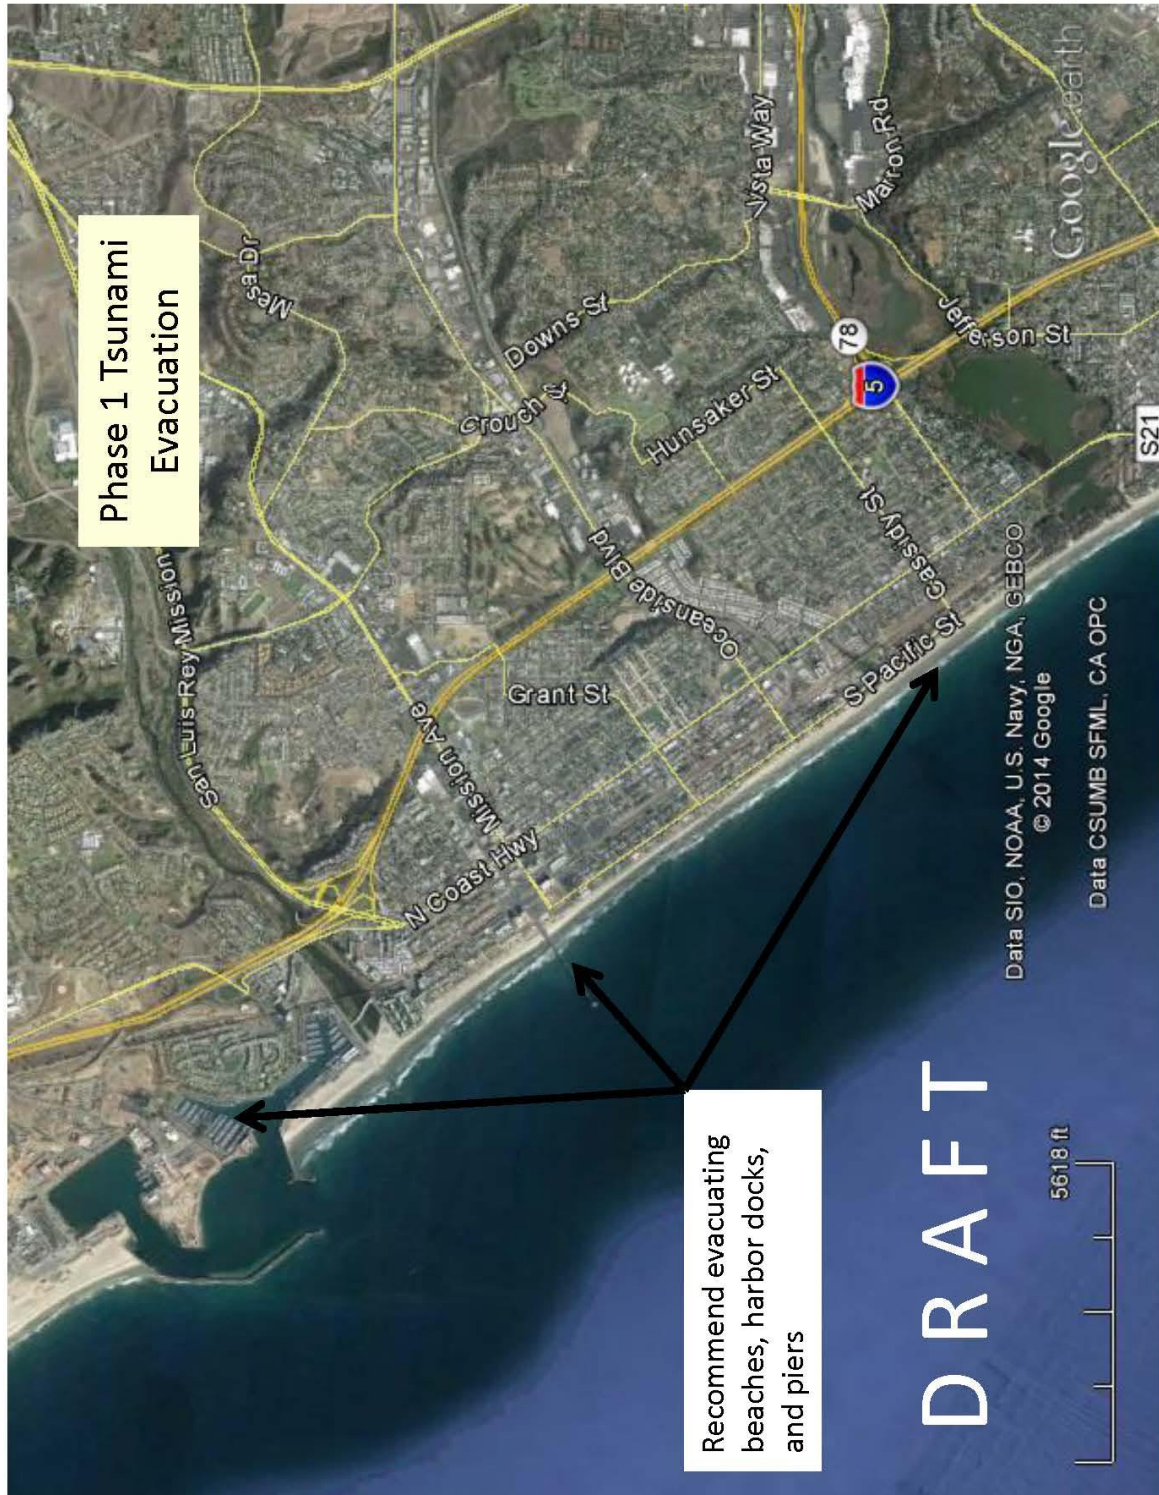 Phase 1 Tsunami
Evacuation
San Luis Rey Mission
Mesa Dr
N Coast Hwy
Mission Ave
Grant St
Crouch St
Downs St
Oceanside Blvd
Hunsaker St
Vista Way
Marron Rd
78
5
Jefferson St
Cassidy St
S Pacific St
S21
Recommend evacuating
beaches, harbor docks,
and piers
DRAFT
5618 ft
Data SIO, NOAA, U.S. Navy, NGA, GEBCO
© 2014 Google
Data CSUMB SFML, CA OPC
Google earth